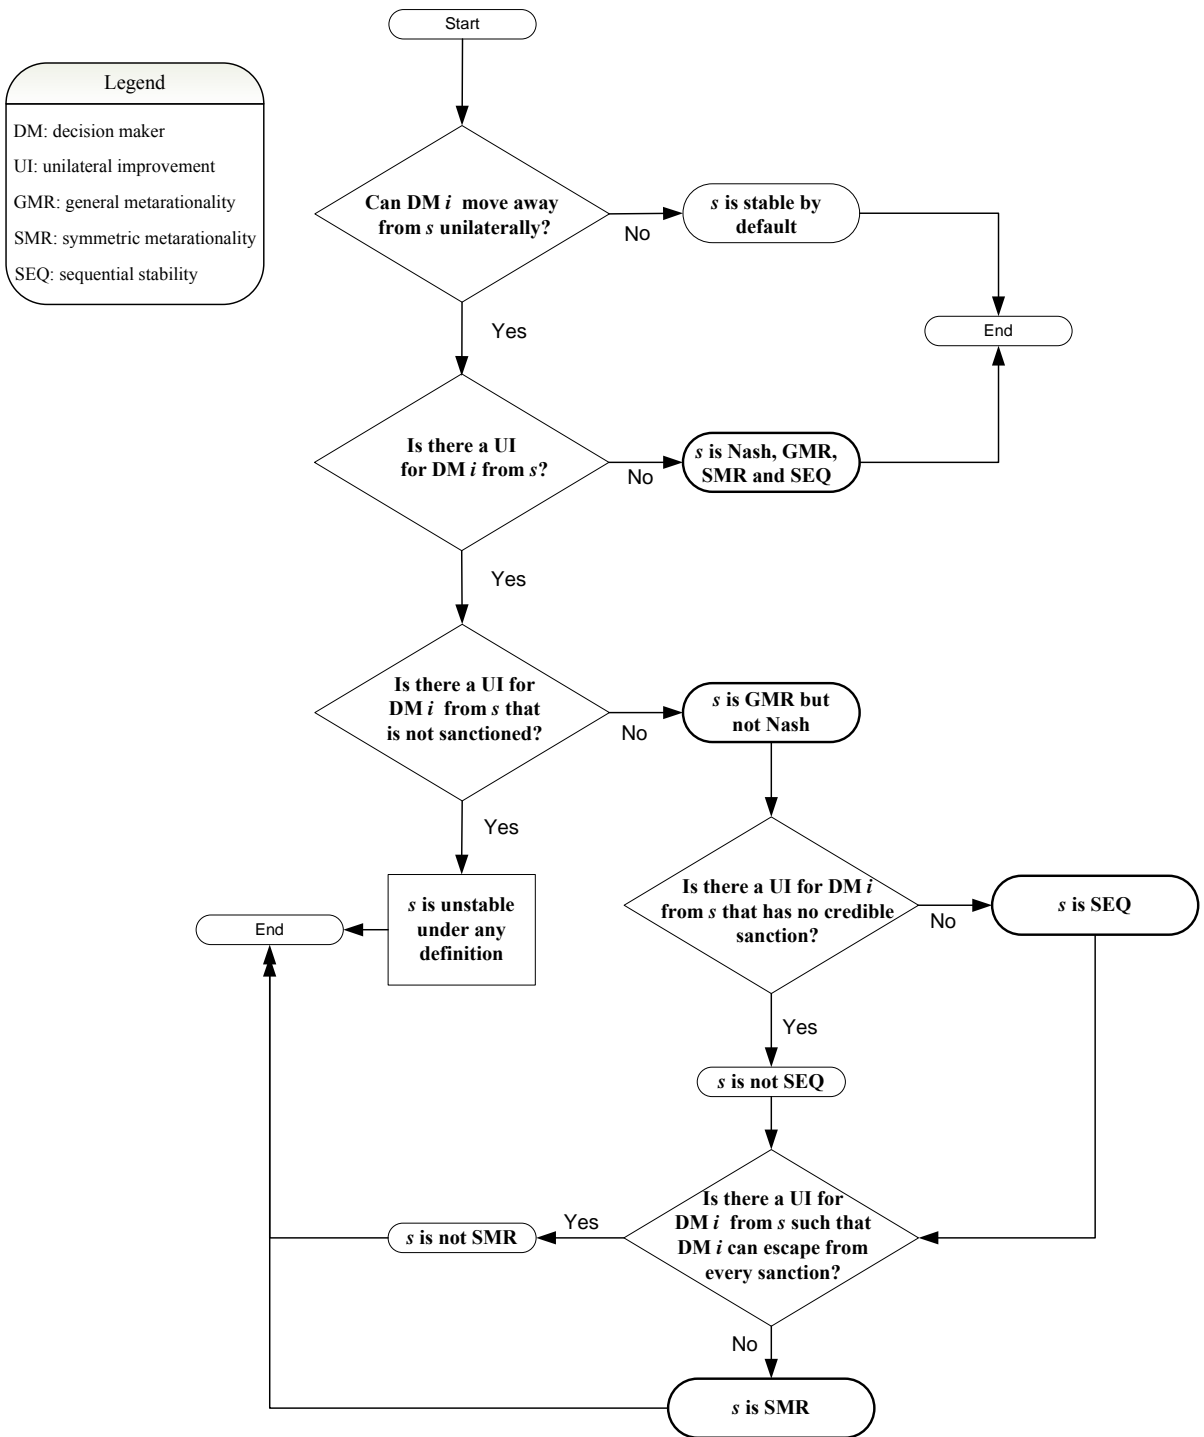 Start
Legend
DM: decision maker
UI: unilateral improvement
GMR: general metarationality
SMR: symmetric metarationality
SEQ: sequential stability
Can DM i move away
from s unilaterally?
No
s is stable by
default
End
Yes
Is there a UI
for DM i from s?
No
s is Nash, GMR,
SMR and SEQ
Yes
Is there a UI for
DM i from s that
is not sanctioned?
No
s is GMR but
not Nash
Yes
s is unstable
under any
definition
End
Is there a UI for DM i
from s that has no credible
sanction?
No
s is SEQ
Yes
s is not SEQ
Is there a UI for
DM i from s such that
DM i can escape from
every sanction?
Yes
s is not SMR
No
s is SMR